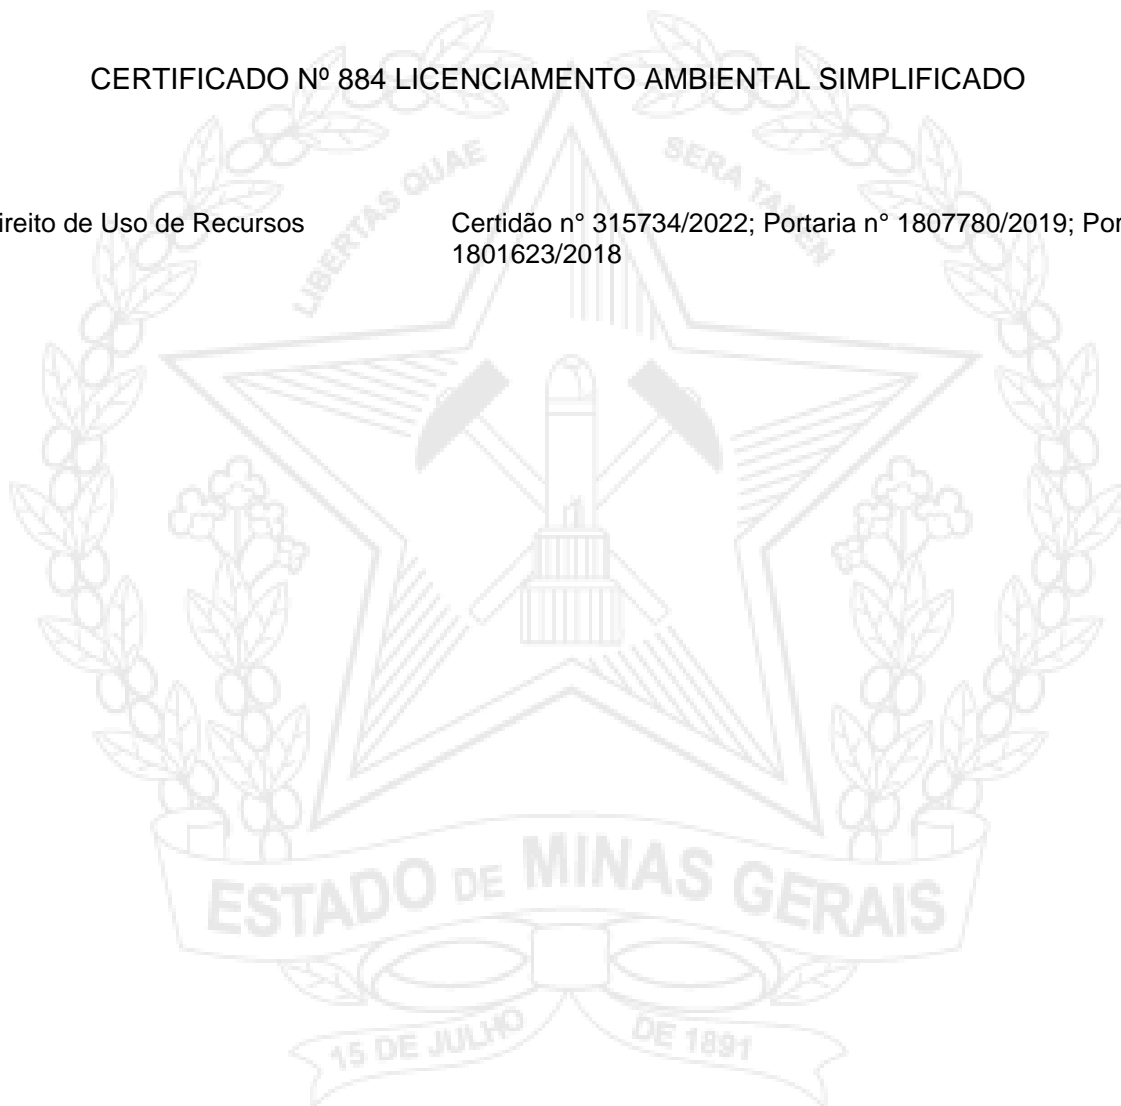 CERTIFICADO Nº 884 LICENCIAMENTO AMBIENTAL SIMPLIFICADO
LIBERTAS QUAE SERA TAMEN
ireito de Uso de Recursos
Certidão n° 315734/2022; Portaria n° 1807780/2019; Por
1801623/2018
ESTADO DE MINAS GERAIS
15 DE JULHO DE 1891